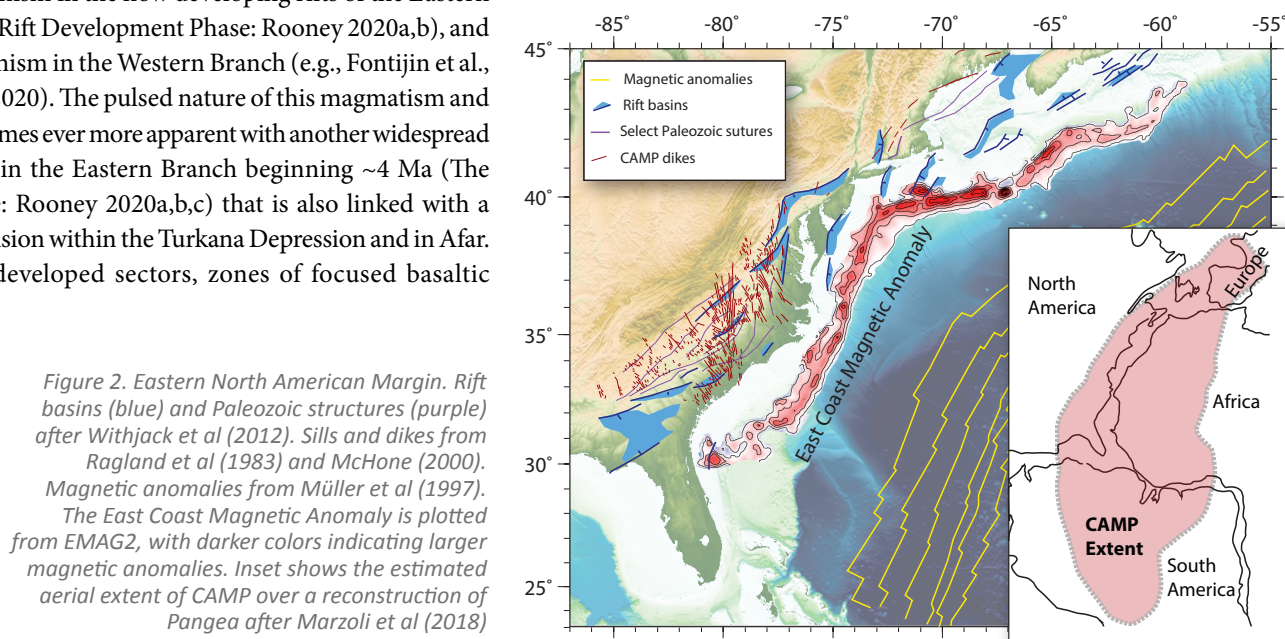 nism in the now developing rifts of the Eastern
Rift Development Phase: Rooney 2020a,b), and
nism in the Western Branch (e.g., Fontijin et al.,
2020). The pulsed nature of this magmatism and
mes ever more apparent with another widespread
in the Eastern Branch beginning ~4 Ma (The
e: Rooney 2020a,b,c) that is also linked with a
sion within the Turkana Depression and in Afar.
developed sectors, zones of focused basaltic
Figure 2. Eastern North American Margin. Rift
basins (blue) and Paleozoic structures (purple)
after Withjack et al (2012). Sills and dikes from
Ragland et al (1983) and McHone (2000).
Magnetic anomalies from Müller et al (1997).
The East Coast Magnetic Anomaly is plotted
from EMAG2, with darker colors indicating larger
magnetic anomalies. Inset shows the estimated
aerial extent of CAMP over a reconstruction of
Pangea after Marzoli et al (2018)
-85° -80° -75° -70° -65° -60° -55°
45°
40°
35°
30°
25°
Magnetic anomalies
Rift basins
Select Paleozoic sutures
CAMP dikes
East Coast Magnetic Anomaly
North
America
Europe
Africa
CAMP
Extent
South
America